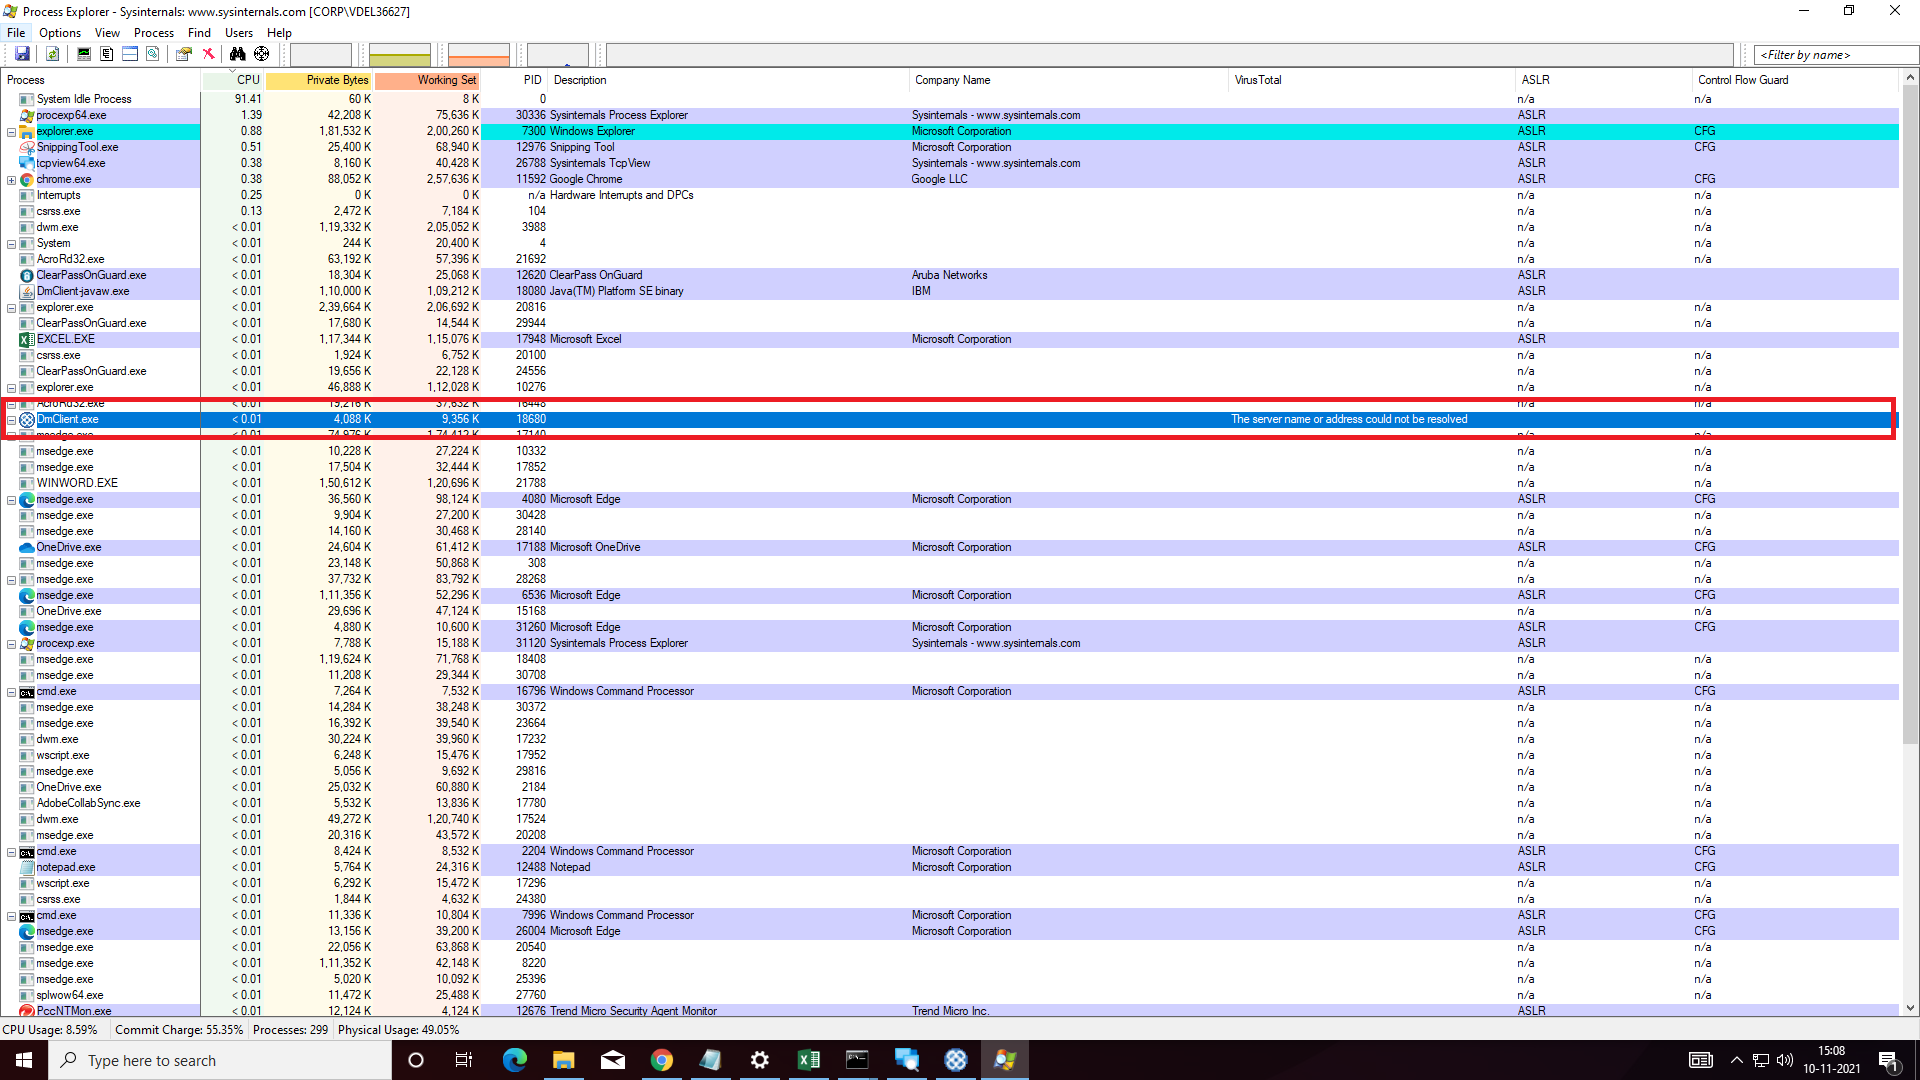 Process Explorer - Sysinternals: www.sysinternals.com [CORP\VDEL36627]
File Options View Process Find Users Help
<Filter by name>
Process CPU Private Bytes Working Set PID Description Company Name VirusTotal ASLR Control Flow Guard
System Idle Process 91.41 60 K 8 K 0 n/a n/a
procexp64.exe 1.39 42,208 K 75,636 K 30336 Sysinternals Process Explorer Sysinternals - www.sysinternals.com ASLR
explorer.exe 0.88 1,81,532 K 2,00,260 K 7300 Windows Explorer Microsoft Corporation ASLR CFG
SnippingTool.exe 0.51 25,400 K 68,940 K 12976 Snipping Tool Microsoft Corporation ASLR CFG
tcpview64.exe 0.38 8,160 K 40,428 K 26788 Sysinternals TcpView Sysinternals - www.sysinternals.com ASLR
chrome.exe 0.38 88,052 K 2,57,636 K 11592 Google Chrome Google LLC ASLR CFG
Interrupts 0.25 0 K 0 K n/a Hardware Interrupts and DPCs n/a n/a
csrss.exe 0.13 2,472 K 7,184 K 104 n/a n/a
dwm.exe < 0.01 1,19,332 K 2,05,052 K 3988 n/a n/a
System < 0.01 244 K 20,400 K 4 n/a n/a
AcroRd32.exe < 0.01 63,192 K 57,396 K 21692 n/a n/a
ClearPassOnGuard.exe < 0.01 18,304 K 25,068 K 12620 ClearPass OnGuard Aruba Networks ASLR
DmClient-javaw.exe < 0.01 1,10,000 K 1,09,212 K 18080 Java(TM) Platform SE binary IBM ASLR
explorer.exe < 0.01 2,39,664 K 2,06,692 K 20816 n/a n/a
ClearPassOnGuard.exe < 0.01 17,680 K 14,544 K 29944 n/a n/a
EXCEL.EXE < 0.01 1,17,344 K 1,15,076 K 17948 Microsoft Excel Microsoft Corporation ASLR
csrss.exe < 0.01 1,924 K 6,752 K 20100 n/a n/a
ClearPassOnGuard.exe < 0.01 19,656 K 22,128 K 24556 n/a n/a
explorer.exe < 0.01 46,888 K 1,12,028 K 10276 n/a n/a
AcroRd32.exe < 0.01 19,216 K 37,632 K 16448 n/a n/a
DmClient.exe < 0.01 4,088 K 9,356 K 18680 The server name or address could not be resolved
msedge.exe < 0.01 74,976 K 1,74,412 K 17140 n/a n/a
msedge.exe < 0.01 10,228 K 27,224 K 10332 n/a n/a
msedge.exe < 0.01 17,504 K 32,444 K 17852 n/a n/a
WINWORD.EXE < 0.01 1,50,612 K 1,20,696 K 21788 n/a n/a
msedge.exe < 0.01 36,560 K 98,124 K 4080 Microsoft Edge Microsoft Corporation ASLR CFG
msedge.exe < 0.01 9,904 K 27,200 K 30428 n/a n/a
msedge.exe < 0.01 14,160 K 30,468 K 28140 n/a n/a
OneDrive.exe < 0.01 24,604 K 61,412 K 17188 Microsoft OneDrive Microsoft Corporation ASLR CFG
msedge.exe < 0.01 23,148 K 50,868 K 308 n/a n/a
msedge.exe < 0.01 37,732 K 83,792 K 28268 n/a n/a
msedge.exe < 0.01 1,11,356 K 52,296 K 6536 Microsoft Edge Microsoft Corporation ASLR CFG
OneDrive.exe < 0.01 29,696 K 47,124 K 15168 n/a n/a
msedge.exe < 0.01 4,880 K 10,600 K 31260 Microsoft Edge Microsoft Corporation ASLR CFG
procexp.exe < 0.01 7,788 K 15,188 K 31120 Sysinternals Process Explorer Sysinternals - www.sysinternals.com ASLR
msedge.exe < 0.01 1,19,624 K 71,768 K 18408 n/a n/a
msedge.exe < 0.01 11,208 K 29,344 K 30708 n/a n/a
cmd.exe < 0.01 7,264 K 7,532 K 16796 Windows Command Processor Microsoft Corporation ASLR CFG
msedge.exe < 0.01 14,284 K 38,248 K 30372 n/a n/a
msedge.exe < 0.01 16,392 K 39,540 K 23664 n/a n/a
dwm.exe < 0.01 30,224 K 39,960 K 17232 n/a n/a
wscript.exe < 0.01 6,248 K 15,476 K 17952 n/a n/a
msedge.exe < 0.01 5,056 K 9,692 K 29816 n/a n/a
OneDrive.exe < 0.01 25,032 K 60,880 K 2184 n/a n/a
AdobeCollabSync.exe < 0.01 5,532 K 13,836 K 17780 n/a n/a
dwm.exe < 0.01 49,272 K 1,20,740 K 17524 n/a n/a
msedge.exe < 0.01 20,316 K 43,572 K 20208 n/a n/a
cmd.exe < 0.01 8,424 K 8,532 K 2204 Windows Command Processor Microsoft Corporation ASLR CFG
notepad.exe < 0.01 5,764 K 24,316 K 12488 Notepad Microsoft Corporation ASLR CFG
wscript.exe < 0.01 6,292 K 15,472 K 17296 n/a n/a
csrss.exe < 0.01 1,844 K 4,632 K 24380 n/a n/a
cmd.exe < 0.01 11,336 K 10,804 K 7996 Windows Command Processor Microsoft Corporation ASLR CFG
msedge.exe < 0.01 13,156 K 39,200 K 26004 Microsoft Edge Microsoft Corporation ASLR CFG
msedge.exe < 0.01 22,056 K 63,868 K 20540 n/a n/a
msedge.exe < 0.01 1,11,352 K 42,148 K 8220 n/a n/a
msedge.exe < 0.01 5,020 K 10,092 K 25396 n/a n/a
splwow64.exe < 0.01 11,472 K 25,488 K 27760 n/a n/a
PccNTMon.exe < 0.01 12,124 K 4,124 K 12676 Trend Micro Security Agent Monitor Trend Micro Inc. ASLR
CPU Usage: 8.59% Commit Charge: 55.35% Processes: 299 Physical Usage: 49.05%
Type here to search
15:08
10-11-2021
1